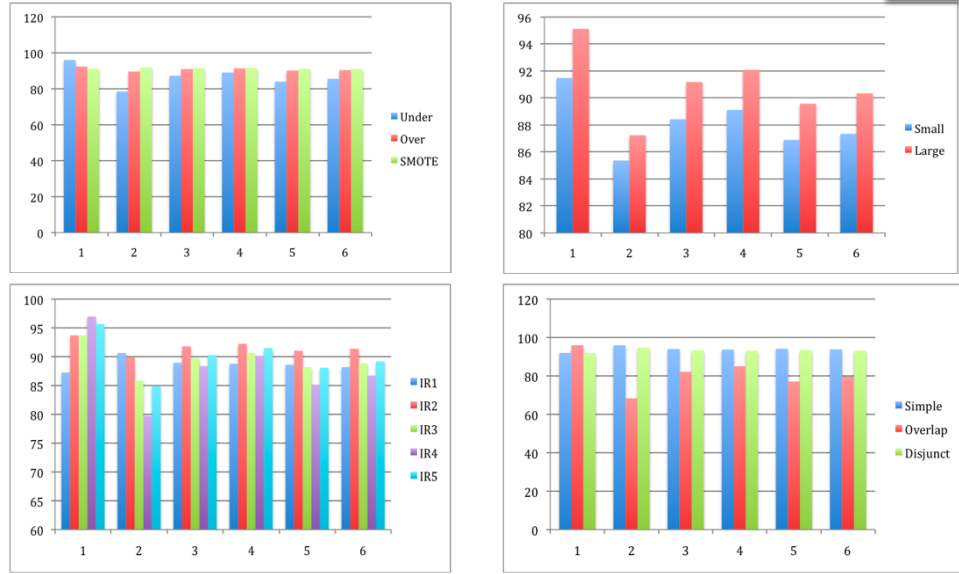 120
100
80
60
40
20
0
1 2 3 4 5 6
Under
Over
SMOTE
96
94
92
90
88
86
84
82
80
1 2 3 4 5 6
Small
Large
100
95
90
85
80
75
70
65
60
1 2 3 4 5 6
IR1
IR2
IR3
IR4
IR5
120
100
80
60
40
20
0
1 2 3 4 5 6
Simple
Overlap
Disjunct